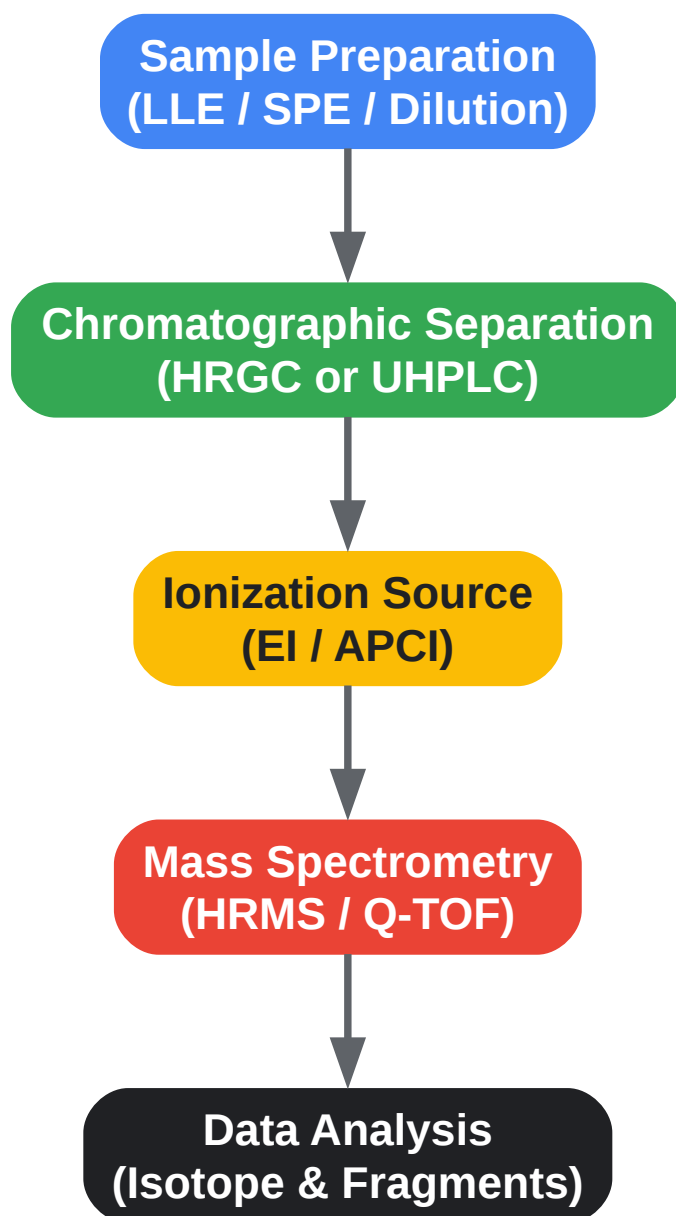 Sample Preparation
(LLE / SPE / Dilution)
Chromatographic Separation
(HRGC or UHPLC)
Ionization Source
(EI / APCI)
Mass Spectrometry
(HRMS / Q-TOF)
Data Analysis
(Isotope & Fragments)